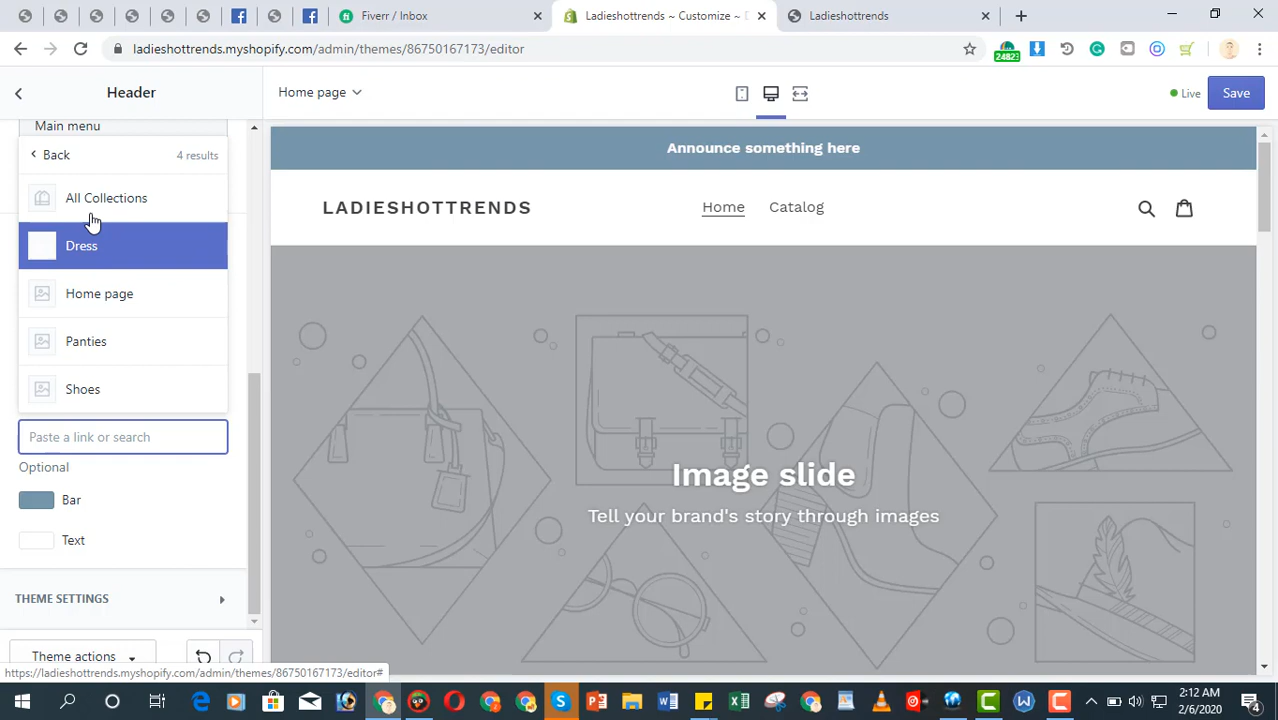 Fiverr / Inbox
Ladieshottrends ~ Customize ~
Ladieshottrends
ladieshottrends.myshopify.com/admin/themes/86750167173/editor
24823
Header
Home page
Live
Save
Main menu
Back
4 results
All Collections
Dress
Home page
Panties
Shoes
Paste a link or search
Optional
Bar
Text
THEME SETTINGS
Theme actions
https://ladieshottrends.myshopify.com/admin/themes/86750167173/editor#
Announce something here
LADIESHOTTRENDS
Home
Catalog
Image slide
Tell your brand's story through images
2:12 AM
2/6/2020